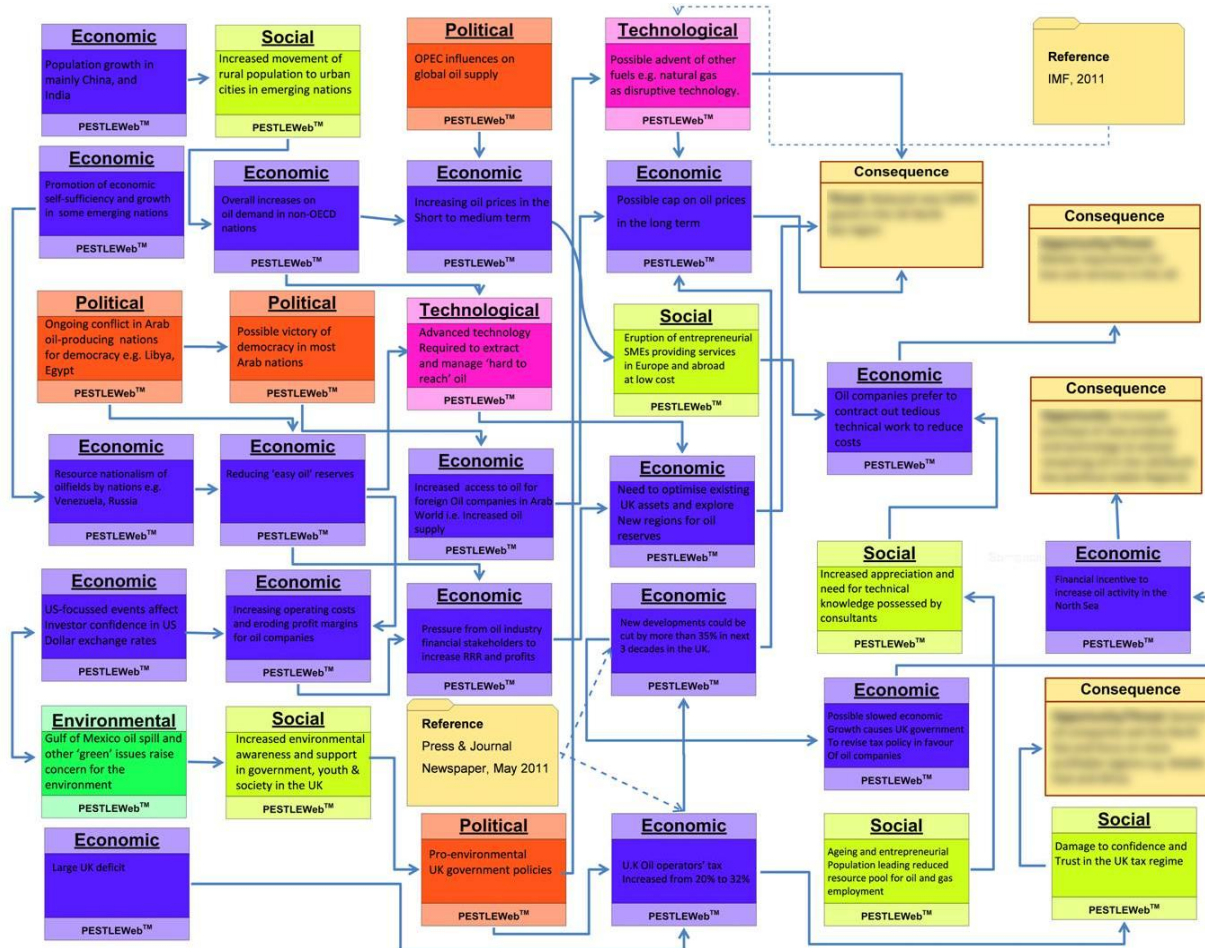 Economic
Population growth in
mainly China, and
India
PESTLEWeb™
Social
Increased movement of
rural population to urban
cities in emerging nations
PESTLEWeb™
Political
OPEC influences on
global oil supply
PESTLEWeb™
Technological
Possible advent of other
fuels e.g. natural gas
as disruptive technology.
PESTLEWeb™
Reference
IMF, 2011
Economic
Promotion of economic
self-sufficiency and growth
in some emerging nations
PESTLEWeb™
Economic
Overall increases on
oil demand in non-OECD
nations
PESTLEWeb™
Economic
Increasing oil prices in the
Short to medium term
PESTLEWeb™
Economic
Possible cap on oil prices
in the long term
PESTLEWeb™
Consequence
Consequence
Political
Ongoing conflict in Arab
oil-producing nations
for democracy e.g. Libya,
Egypt
PESTLEWeb™
Political
Possible victory of
democracy in most
Arab nations
PESTLEWeb™
Technological
Advanced technology
Required to extract
and manage ‘hard to
reach’ oil
PESTLEWeb™
Social
Eruption of entrepreneurial
SMEs providing services
in Europe and abroad
at low cost
PESTLEWeb™
Economic
Oil companies prefer to
contract out tedious
technical work to reduce
costs
PESTLEWeb™
Consequence
Economic
Resource nationalism of
oilfields by nations e.g.
Venezuela, Russia
PESTLEWeb™
Economic
Reducing ‘easy oil’ reserves
PESTLEWeb™
Economic
Increased access to oil for
foreign Oil companies in Arab
World i.e. Increased oil
supply
PESTLEWeb™
Economic
Need to optimise existing
UK assets and explore
New regions for oil
reserves
PESTLEWeb™
Social
Increased appreciation and
need for technical
knowledge possessed by
consultants
PESTLEWeb™
Economic
Financial incentive to
increase oil activity in the
North Sea
PESTLEWeb™
Economic
US-focussed events affect
Investor confidence in US
Dollar exchange rates
PESTLEWeb™
Economic
Increasing operating costs
and eroding profit margins
for oil companies
PESTLEWeb™
Economic
Pressure from oil industry
financial stakeholders to
increase RRR and profits
PESTLEWeb™
Economic
New developments could be
cut by more than 35% in next
3 decades in the UK.
PESTLEWeb™
Economic
Possible slowed economic
Growth causes UK government
To revise tax policy in favour
Of oil companies
PESTLEWeb™
Consequence
Environmental
Gulf of Mexico oil spill and
other ‘green’ issues raise
concern for the
environment
PESTLEWeb™
Social
Increased environmental
awareness and support
in government, youth &
society in the UK
PESTLEWeb™
Reference
Press & Journal
Newspaper, May 2011
Economic
Large UK deficit
PESTLEWeb™
Political
Pro-environmental
UK government policies
PESTLEWeb™
Economic
U.K Oil operators’ tax
Increased from 20% to 32%
PESTLEWeb™
Social
Ageing and entrepreneurial
Population leading reduced
resource pool for oil and gas
employment
PESTLEWeb™
Social
Damage to confidence and
Trust in the UK tax regime
PESTLEWeb™